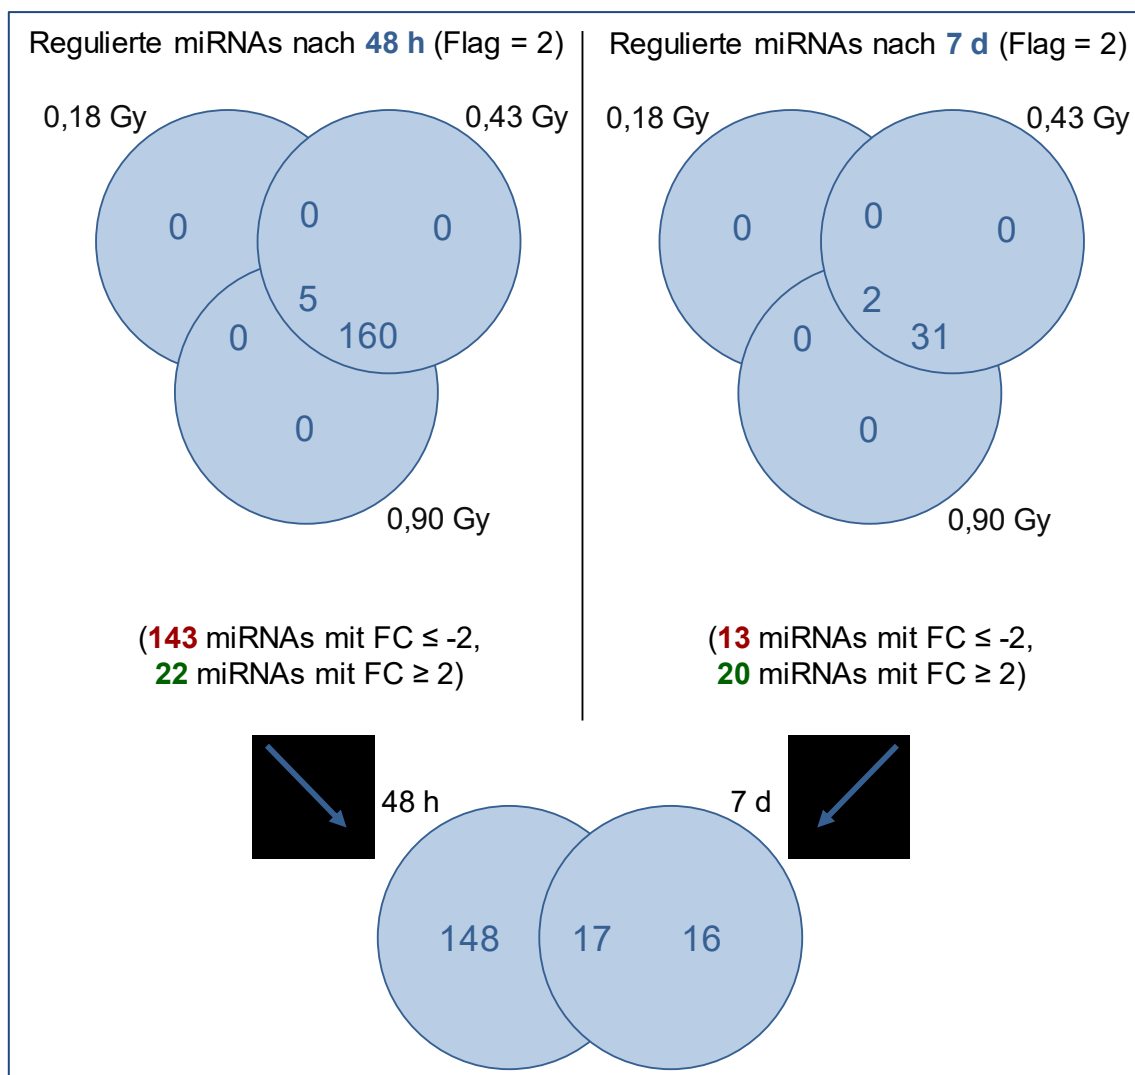 Regulierte miRNAs nach 48 h (Flag = 2)
0,18 Gy
0,43 Gy
0
0
0
5
0
160
0
0,90 Gy
(143 miRNAs mit FC ≤ -2,
22 miRNAs mit FC ≥ 2)
Regulierte miRNAs nach 7 d (Flag = 2)
0,18 Gy
0,43 Gy
0
0
0
2
0
31
0
0,90 Gy
(13 miRNAs mit FC ≤ -2,
20 miRNAs mit FC ≥ 2)
48 h
7 d
148
17
16